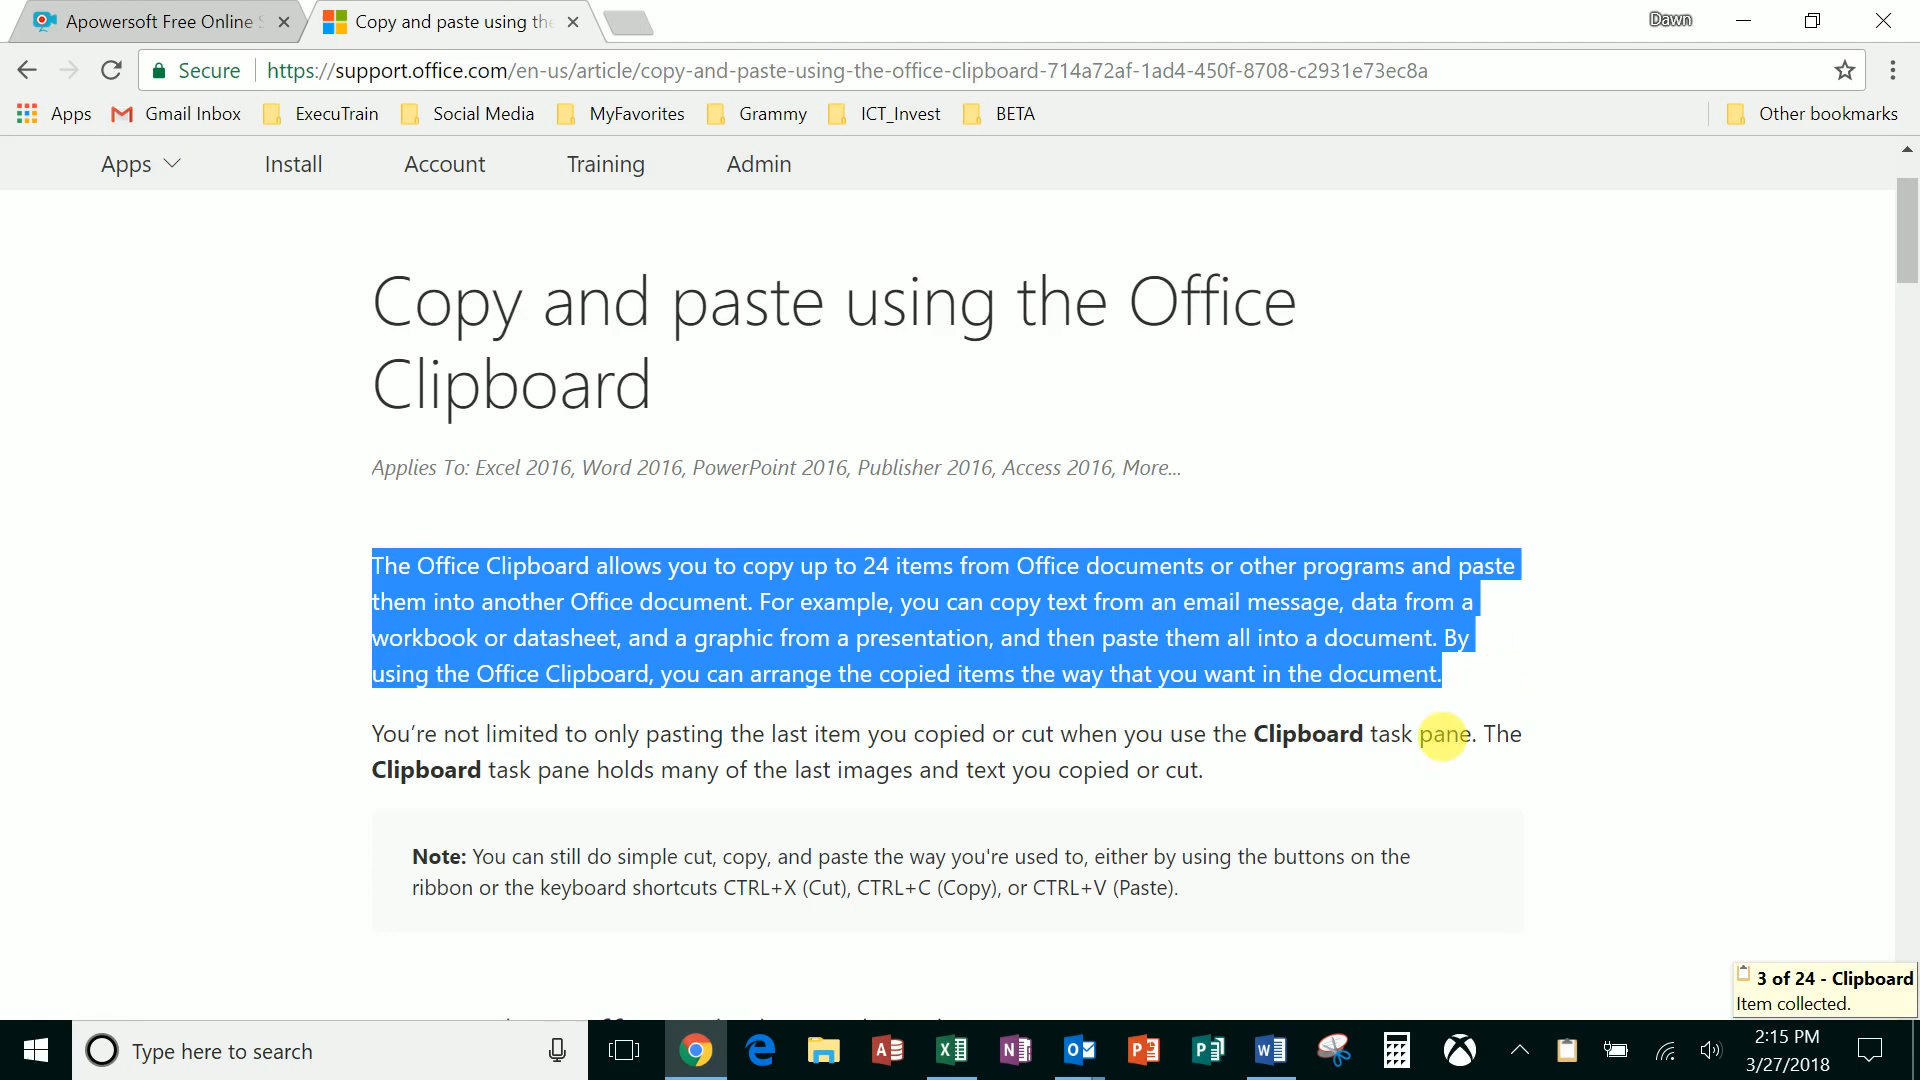 Apowersoft Free Online
Copy and paste using the
Dawn
Secure
https://support.office.com/en-us/article/copy-and-paste-using-the-office-clipboard-714a72af-1ad4-450f-8708-c2931e73ec8a
Apps
Gmail Inbox
ExecuTrain
Social Media
MyFavorites
Grammy
ICT_Invest
BETA
Other bookmarks
Apps
Install
Account
Training
Admin
Copy and paste using the Office
Clipboard
Applies To: Excel 2016, Word 2016, PowerPoint 2016, Publisher 2016, Access 2016, More...
The Office Clipboard allows you to copy up to 24 items from Office documents or other programs and paste
them into another Office document. For example, you can copy text from an email message, data from a
workbook or datasheet, and a graphic from a presentation, and then paste them all into a document. By
using the Office Clipboard, you can arrange the copied items the way that you want in the document.
You’re not limited to only pasting the last item you copied or cut when you use the Clipboard task pane. The
Clipboard task pane holds many of the last images and text you copied or cut.
Note: You can still do simple cut, copy, and paste the way you're used to, either by using the buttons on the
ribbon or the keyboard shortcuts CTRL+X (Cut), CTRL+C (Copy), or CTRL+V (Paste).
3 of 24 - Clipboard
Item collected.
Type here to search
2:15 PM
3/27/2018